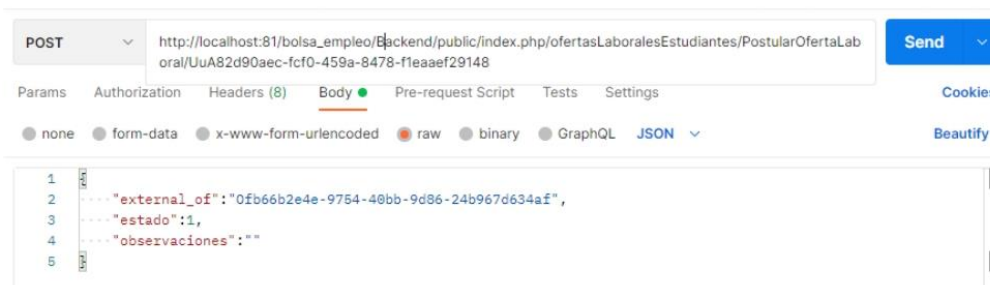 POST
http://localhost:81/bolsa_empleo/Backend/public/index.php/ofertasLaboralesEstudiantes/PostularOfertaLab
oral/UuA82d90aec-fcf0-459a-8478-f1eaaef29148
Send
Params Authorization Headers (8) Body Pre-request Script Tests Settings Cookies
none form-data x-www-form-urlencoded raw binary GraphQL JSON Beautify
1 {
2 "external_of":"Ofb66b2e4e-9754-40bb-9d86-24b967d634af",
3 "estado":1,
4 "observaciones":""
5 }